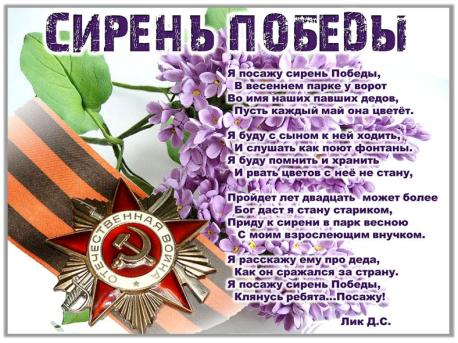 СИРЕНЬ ПОБЕДЫ
Я посажу сирень Победы,
В весеннем парке у ворот
Во имя наших павших дедов,
Пусть каждый май она цветёт.
Я буду с сыном к ней ходить,
И слушать как поют фонтаны.
Я буду помнить и хранить
И рвать цветов с неё не стану,
Пройдет лет двадцать может более
Бог даст я стану стариком,
Приду к сирени в парк весною
С моим взрослеющим внучком.
Я расскажу ему про деда,
Как он сражался за страну.
Я посажу сирень Победы,
Клянусь ребята...Посажу!
Лик Д.С.
ОТЕЧЕСТВЕННАЯ ВОЙНА